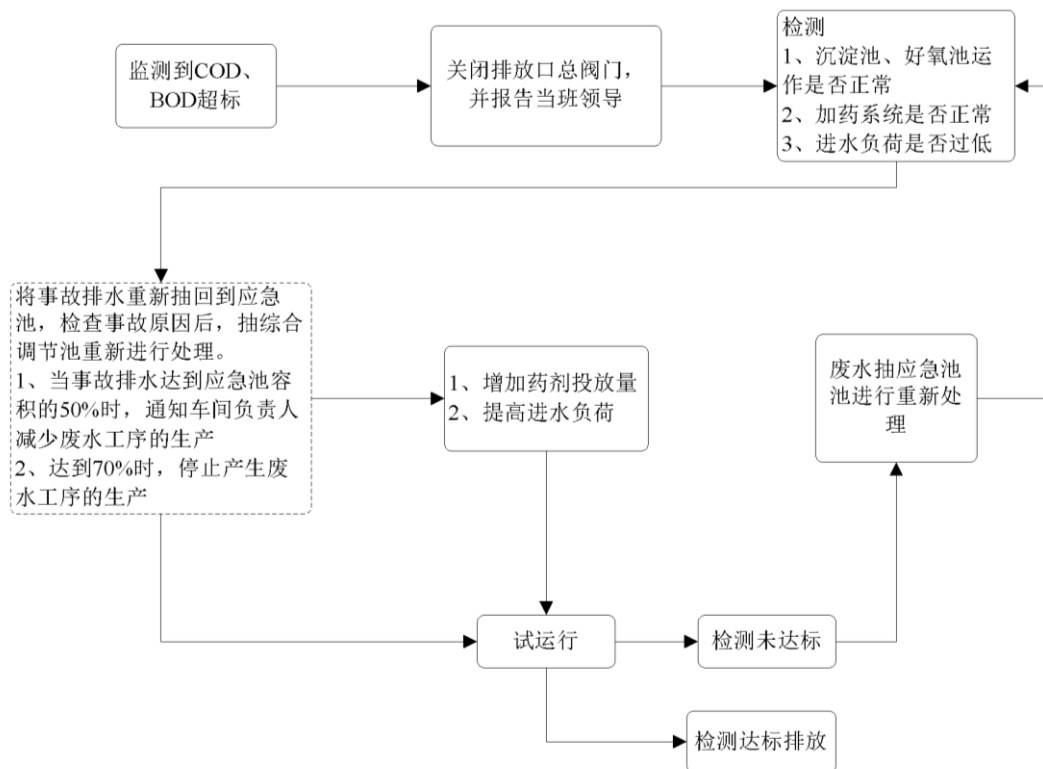 监测到COD、
BOD超标
关闭排放口总阀门,
并报告当班领导
检测
1、沉淀池、好氧池运
作是否正常
2、加药系统是否正常
3、进水负荷是否过低
将事故排水重新抽回到应急
池，检查事故原因后，抽综合
调节池重新进行处理。
1、当事故排水达到应急池容
积的50%时，通知车间负责人
减少废水工序的生产
2、达到70%时，停止产生废
水工序的生产
1、增加药剂投放量
2、提高进水负荷
废水抽应急池
池进行重新处
理
试运行
检测未达标
检测达标排放